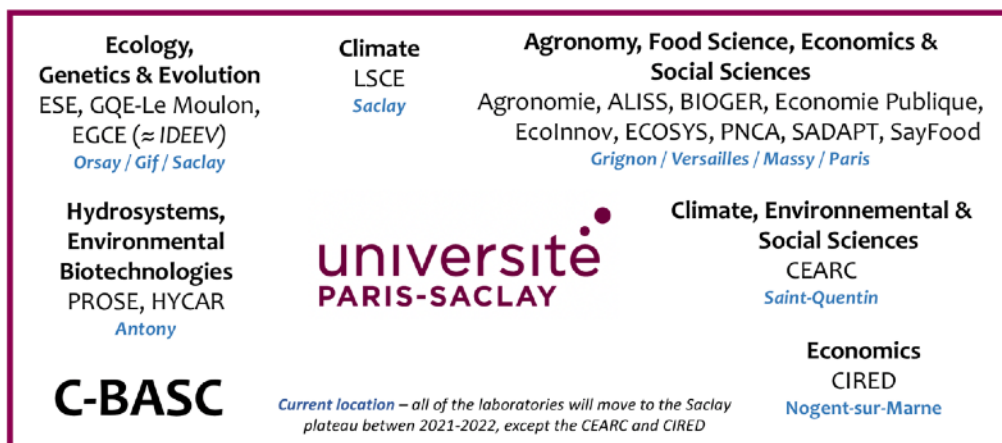 Ecology,
Genetics & Evolution
ESE, GQE-Le Moulon,
EGCE (≈ IDEEV)
Orsay / Gif / Saclay
Climate
LSCE
Saclay
Agronomy, Food Science, Economics &
Social Sciences
Agronomie, ALISS, BIOGER, Economie Publique,
EcoInnov, ECOSYS, PNCA, SADAPT, SayFood
Grignon / Versailles / Massy / Paris
Hydrosystems,
Environmental
Biotechnologies
PROSE, HYCAR
Antony
université
PARIS-SACLAY
Climate, Environnemental &
Social Sciences
CEARC
Saint-Quentin
Economics
CIRED
Nogent-sur-Marne
C-BASC
Current location – all of the laboratories will move to the Saclay
plateau betwen 2021-2022, except the CEARC and CIRED